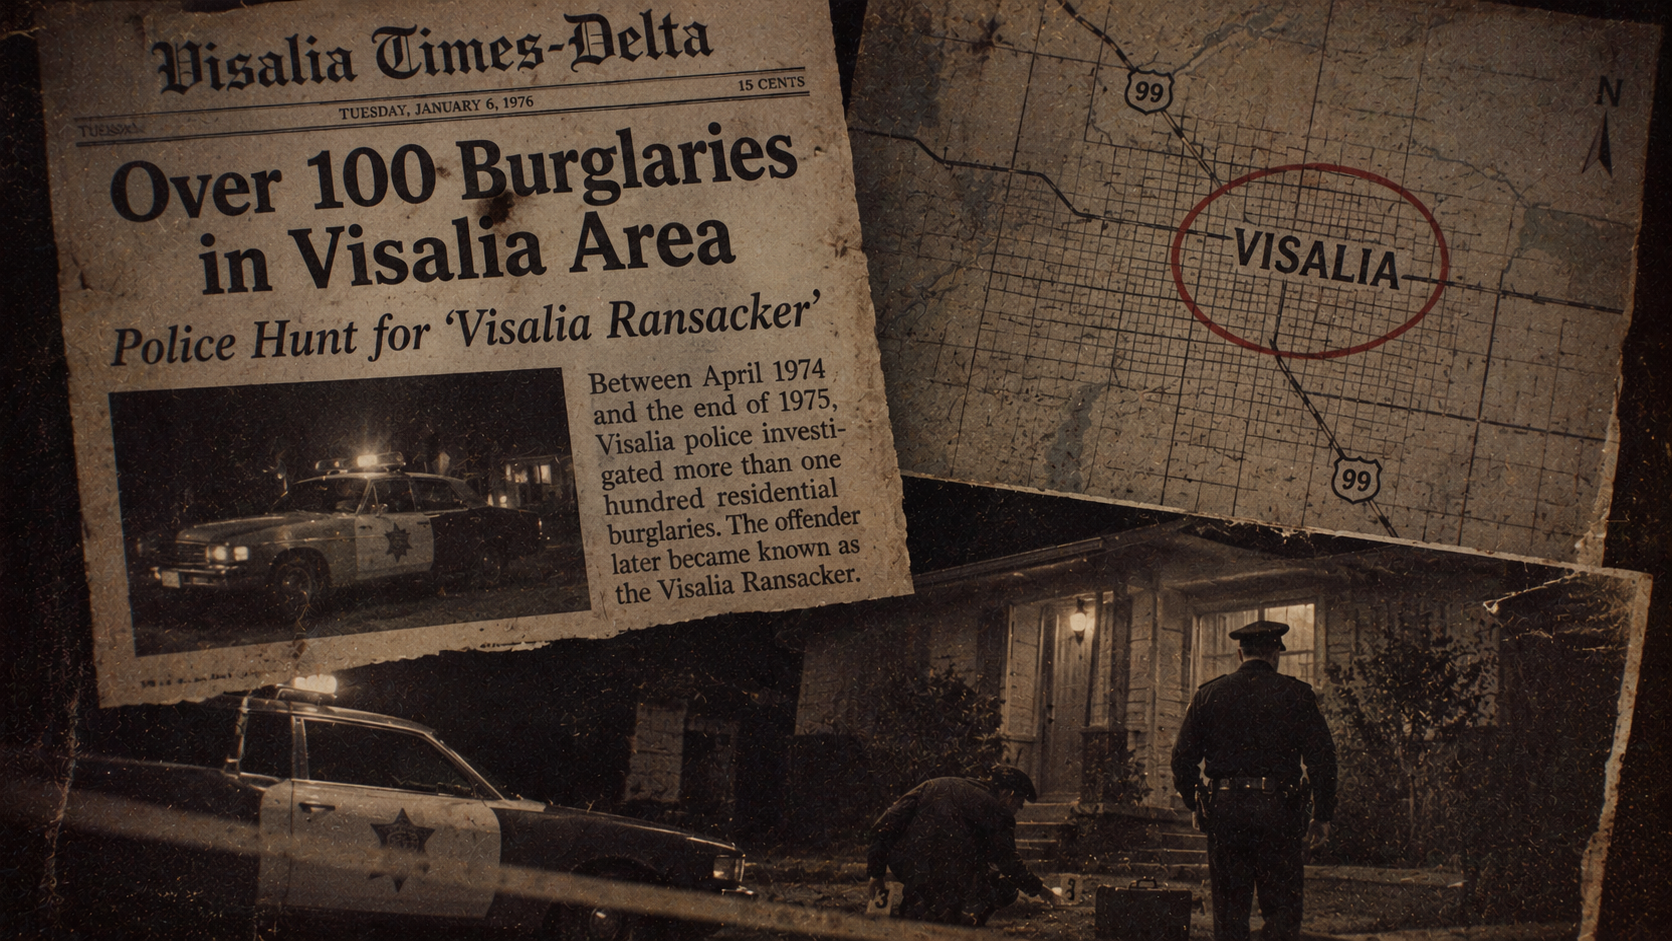 Visalia Times-Delta
TUESDAY, JANUARY 6, 1976
15 CENTS
Over 100 Burglaries
in Visalia Area
Police Hunt for ‘Visalia Ransacker’
Between April 1974
and the end of 1975,
Visalia police investi-
gated more than one
hundred residential
burglaries. The offender
later became known as
the Visalia Ransacker.
99
N
VISALIA
99
3
3